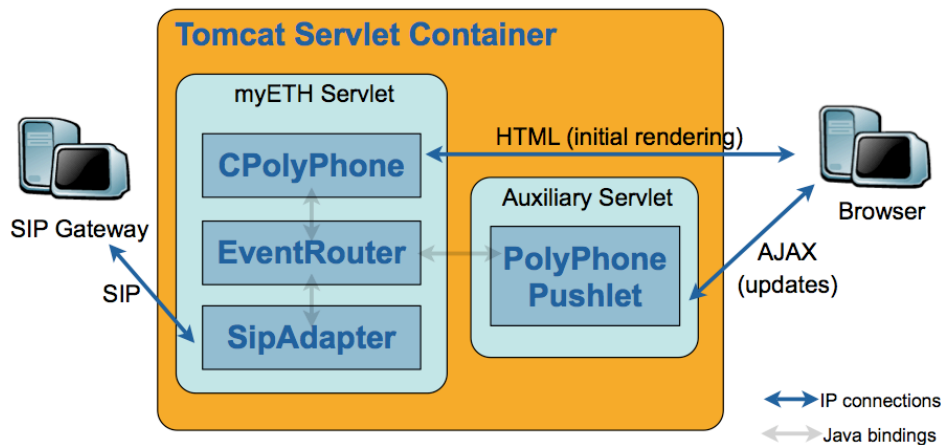 Tomcat Servlet Container
myETH Servlet
CPolyPhone
EventRouter
SipAdapter
Auxiliary Servlet
PolyPhone
Pushlet
SIP Gateway
SIP
HTML (initial rendering)
Browser
AJAX
(updates)
IP connections
Java bindings